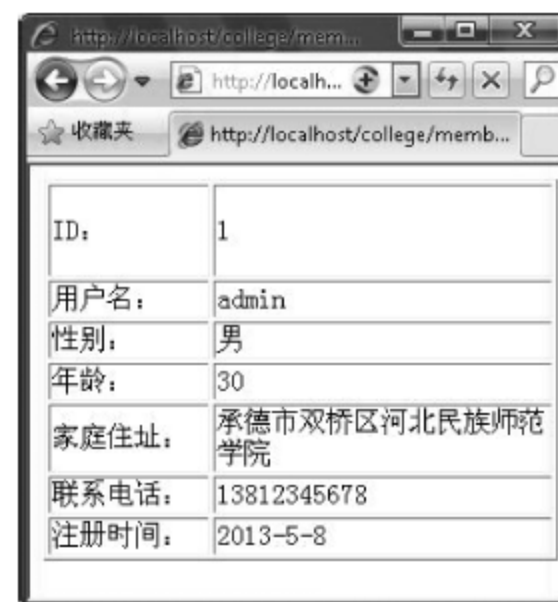 http://localhost/college/mem...
http://localh...
收藏夹
http://localhost/college/memb...
ID: 1
用户名： admin
性别： 男
年龄： 30
家庭住址： 承德市双桥区河北民族师范
学院
联系电话： 13812345678
注册时间： 2013-5-8